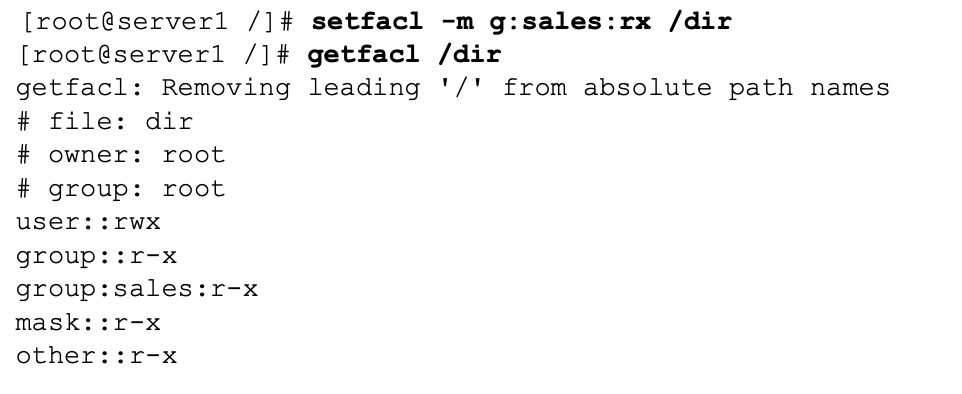 [root@server1 /]# setfacl -m g:sales:rx /dir
[root@server1 /]# getfacl /dir
getfacl: Removing leading '/' from absolute path names
# file: dir
# owner: root
# group: root
user::rwx
group::r-x
group:sales:r-x
mask::r-x
other::r-x